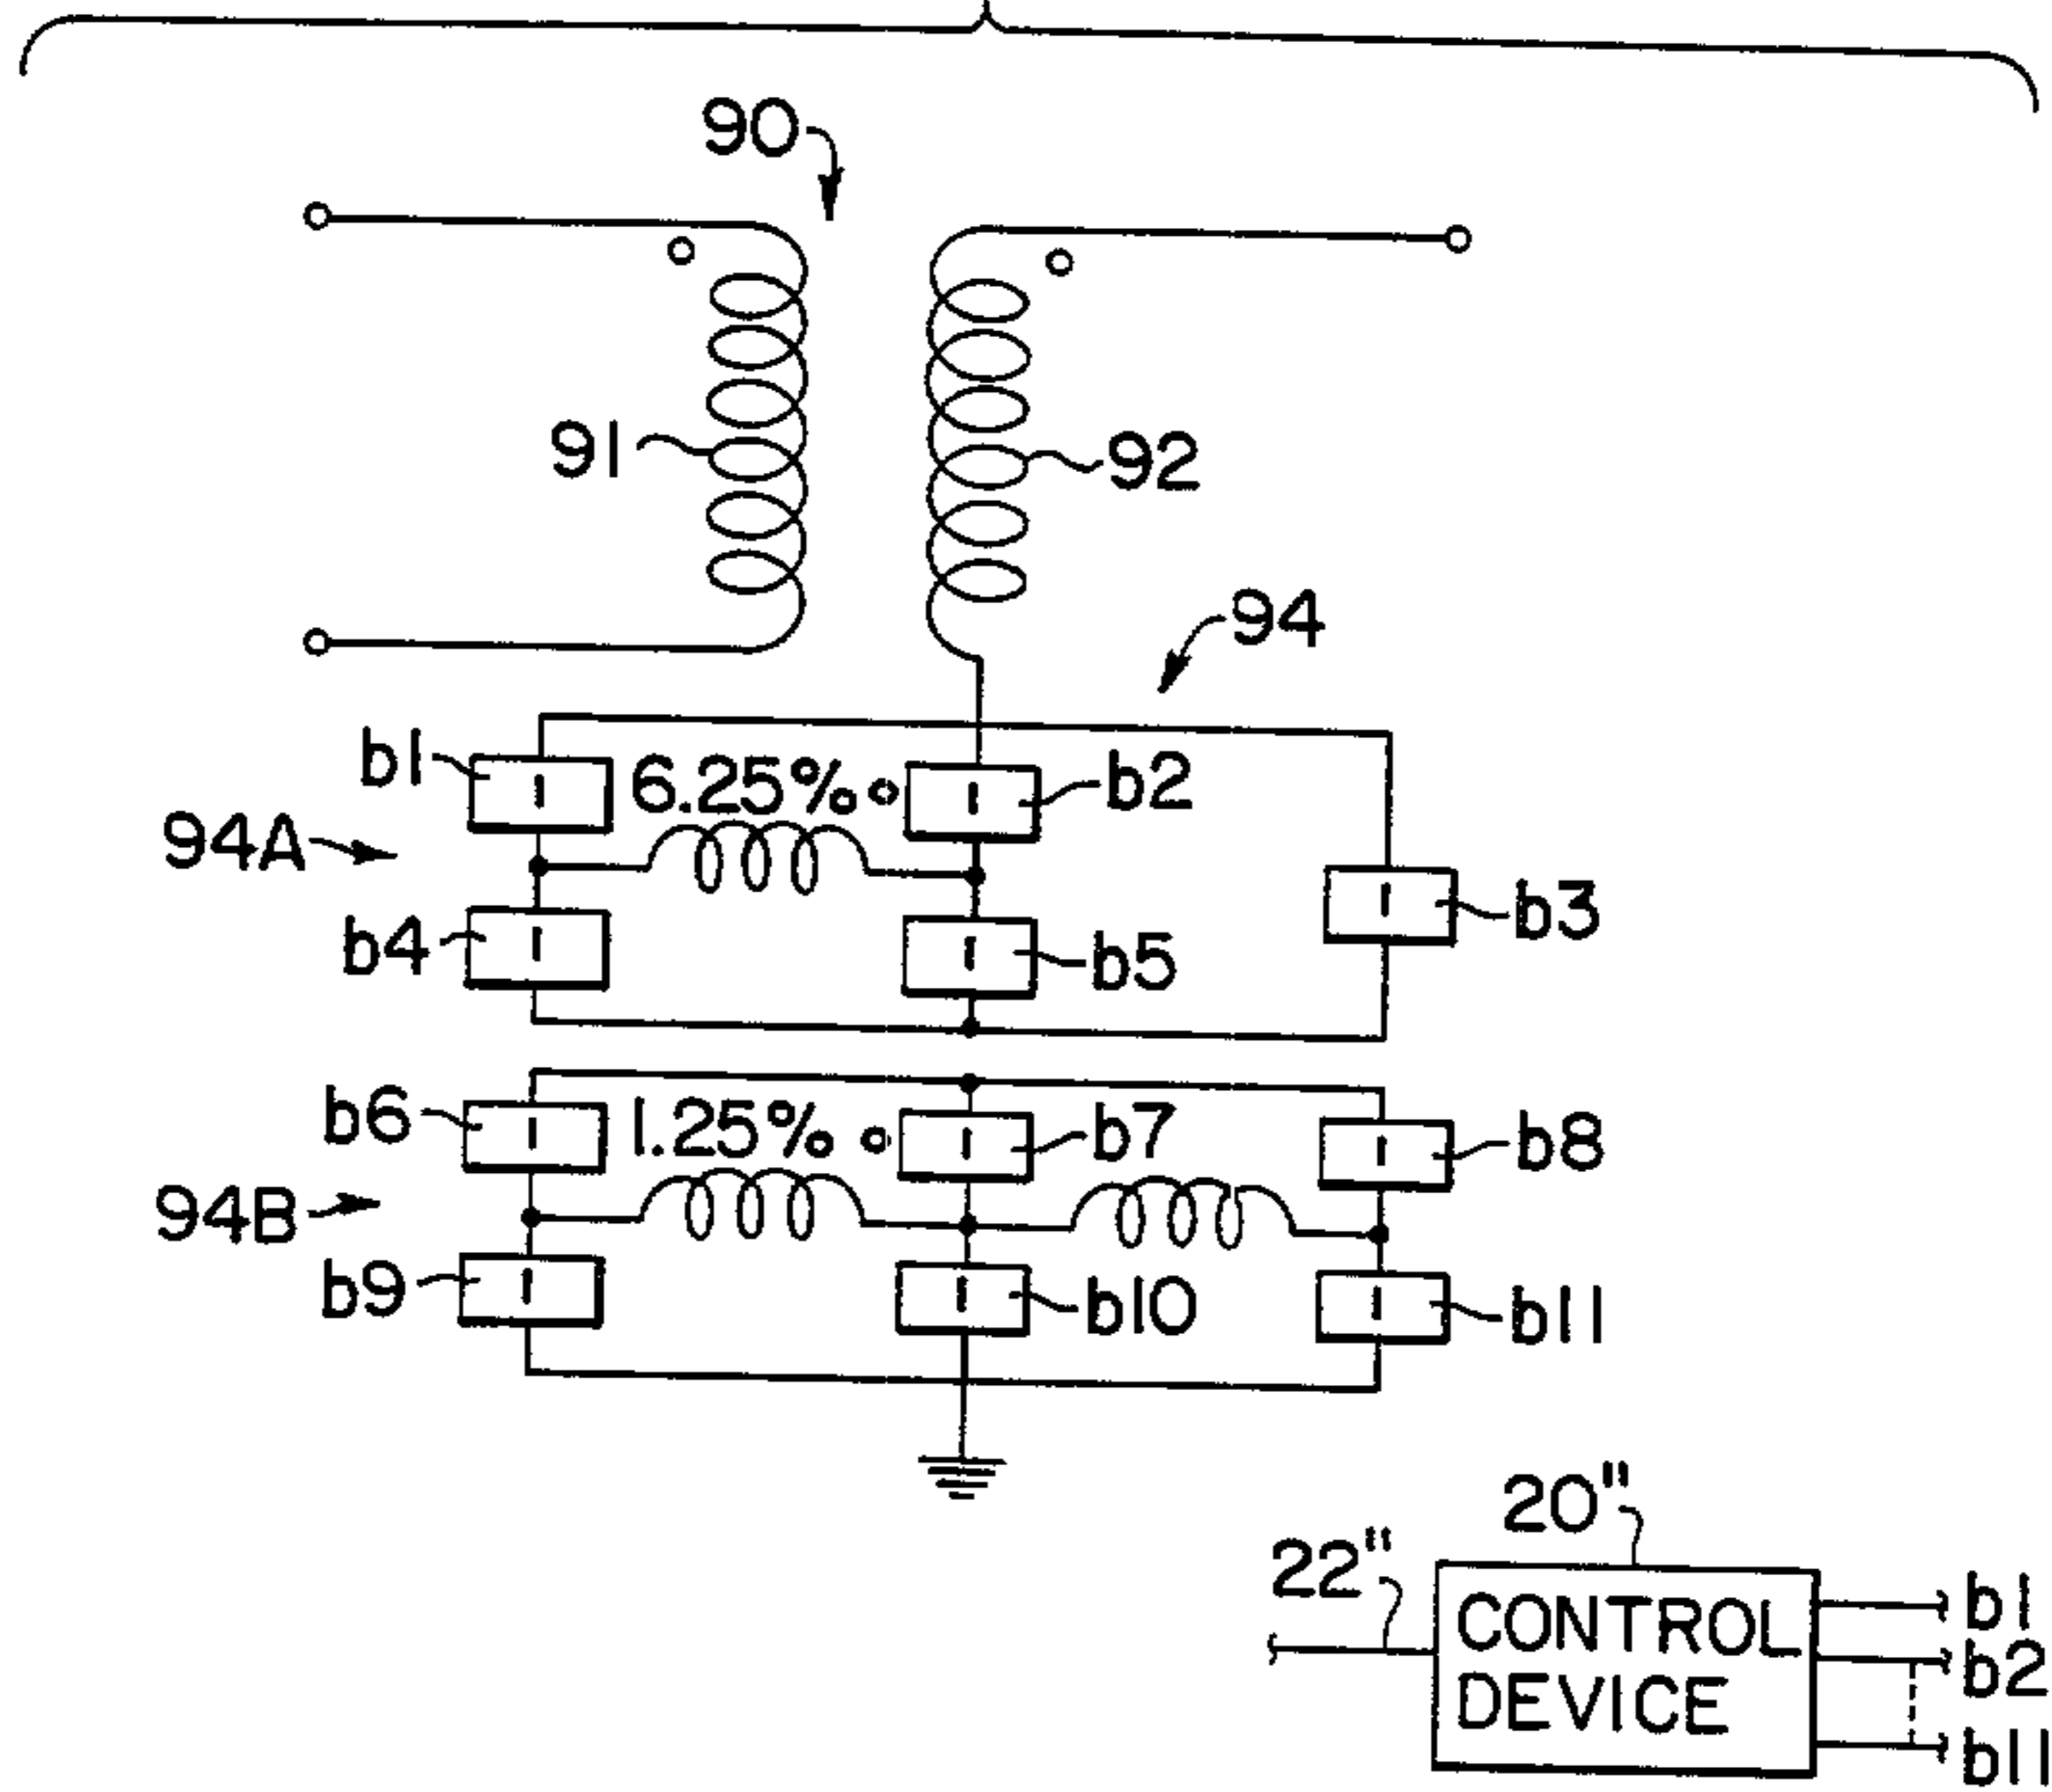 90
91
92
94
b1
6.25%
b2
94A
b3
b4
b5
b6
1.25%
b7
b8
94B
b9
b10
b11
20"
22"
CONTROL
DEVICE
b1
b2
b11